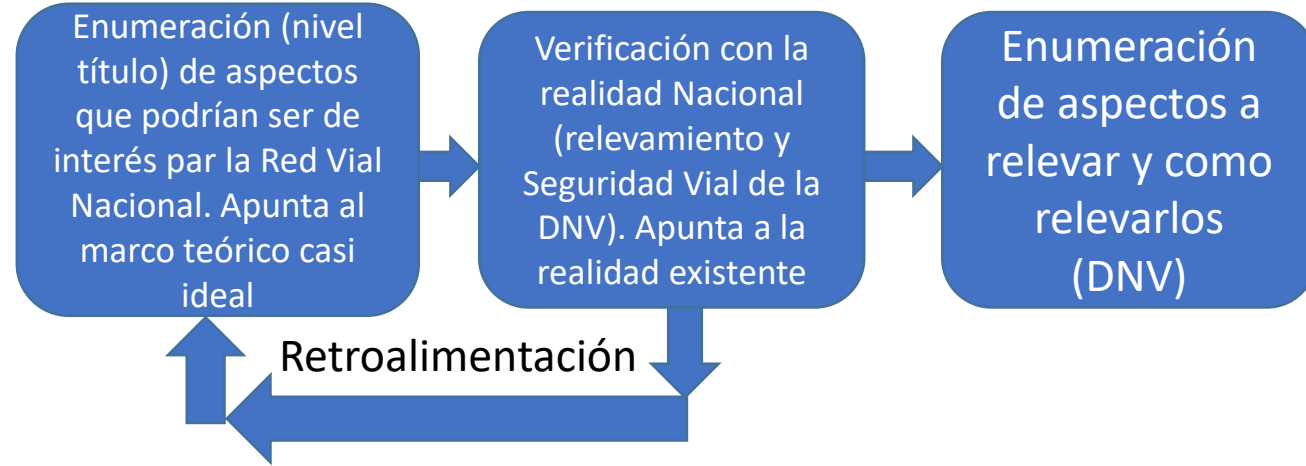 Enumeración (nivel
título) de aspectos
que podrían ser de
interés par la Red Vial
Nacional. Apunta al
marco teórico casi
ideal
Verificación con la
realidad Nacional
(relevamiento y
Seguridad Vial de la
DNV). Apunta a la
realidad existente
Enumeración
de aspectos a
relevar y como
relevarlos
(DNV)
Retroalimentación